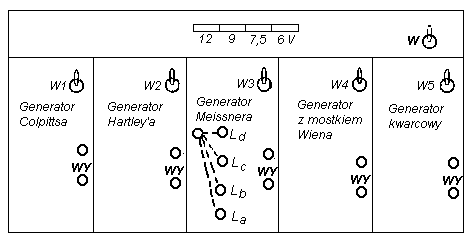 12 9 7,5 6 V
W
W1
Generator
Colpittsa
WY
W2
Generator
Hartley'a
WY
W3
Generator
Meissnera
Ld
Lc
Lb
La
WY
W4
Generator
z mostkiem
Wiena
WY
W5
Generator
kwarcowy
WY